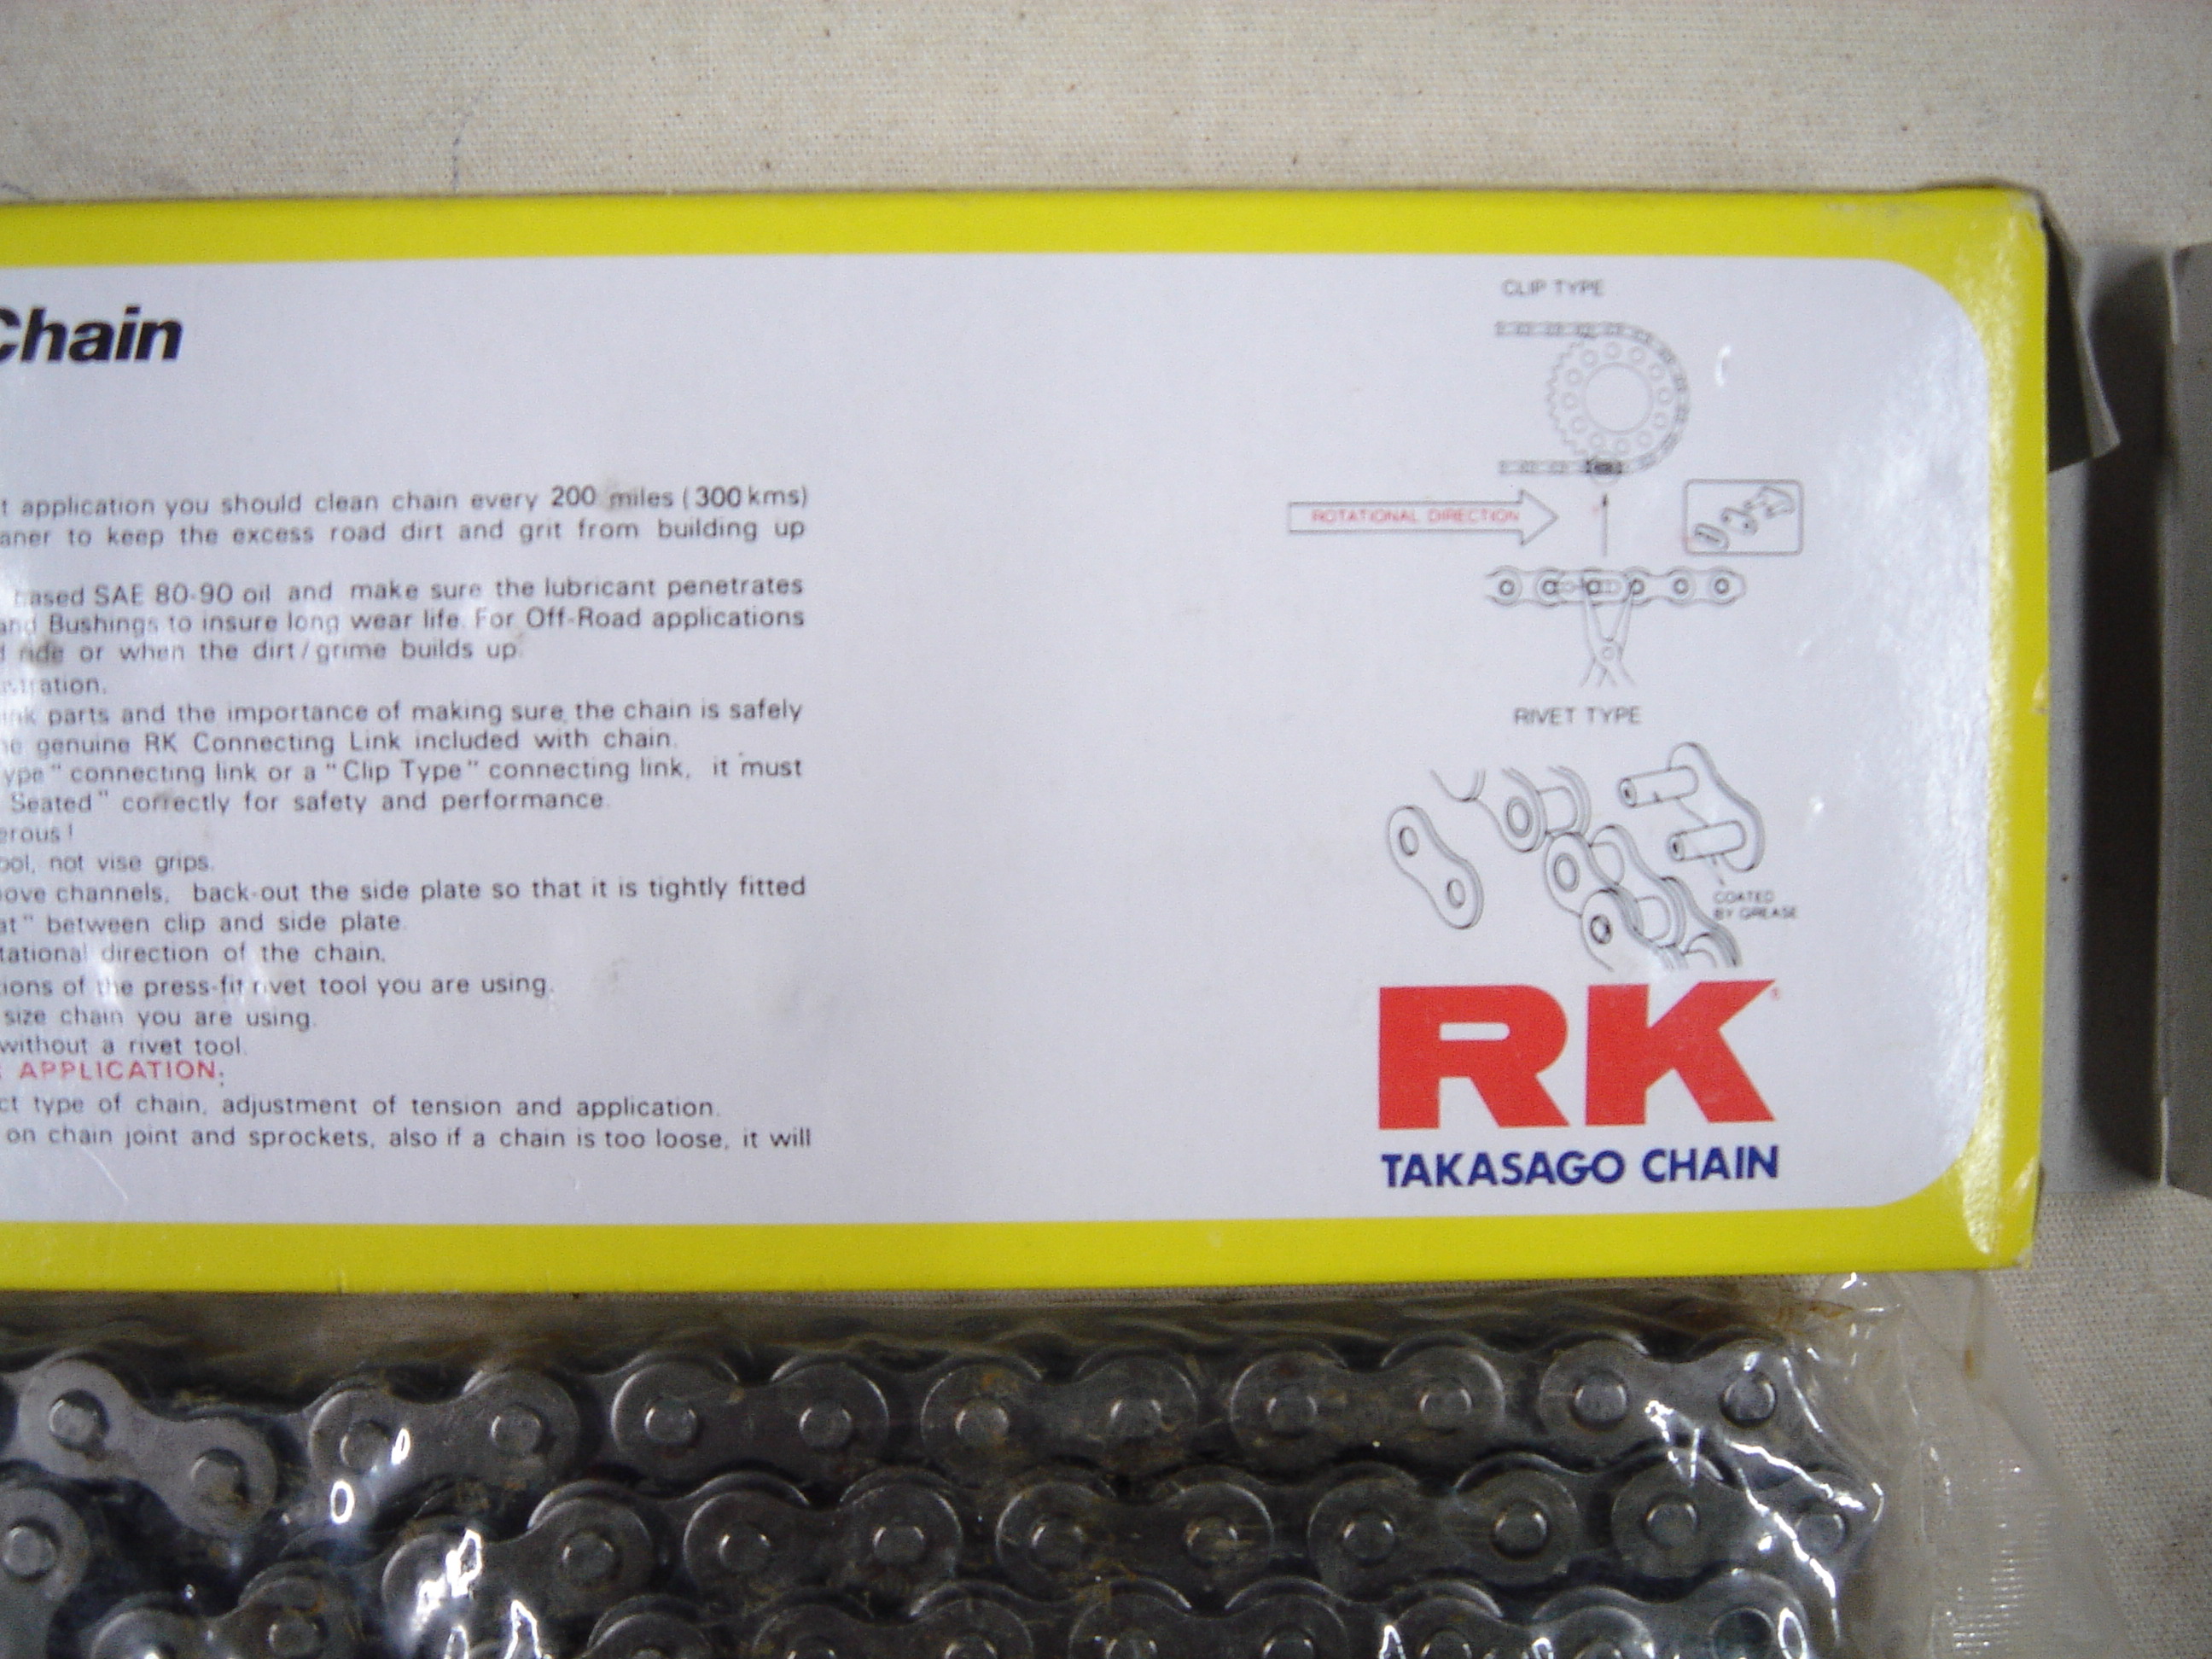 Chain
t application you should clean chain every 200 miles (300 kms)
aner to keep the excess road dirt and grit from building up
based SAE 80-90 oil and make sure the lubricant penetrates
and Bushings to insure long wear life. For Off-Road applications
d ride or when the dirt/grime builds up.
stration.
ink parts and the importance of making sure the chain is safely
he genuine RK Connecting Link included with chain.
ype" connecting link or a "Clip Type" connecting link, it must
Seated" correctly for safety and performance.
erous!
ool, not vise grips.
oove channels, back-out the side plate so that it is tightly fitted
at" between clip and side plate.
tational direction of the chain.
tions of the press-fit rivet tool you are using.
size chain you are using.
without a rivet tool.
APPLICATION:
ct type of chain, adjustment of tension and application.
on chain joint and sprockets, also if a chain is too loose, it will
CLIP TYPE
ROTATIONAL DIRECTION
RIVET TYPE
COATED
BY GREASE
RK®
TAKASAGO CHAIN